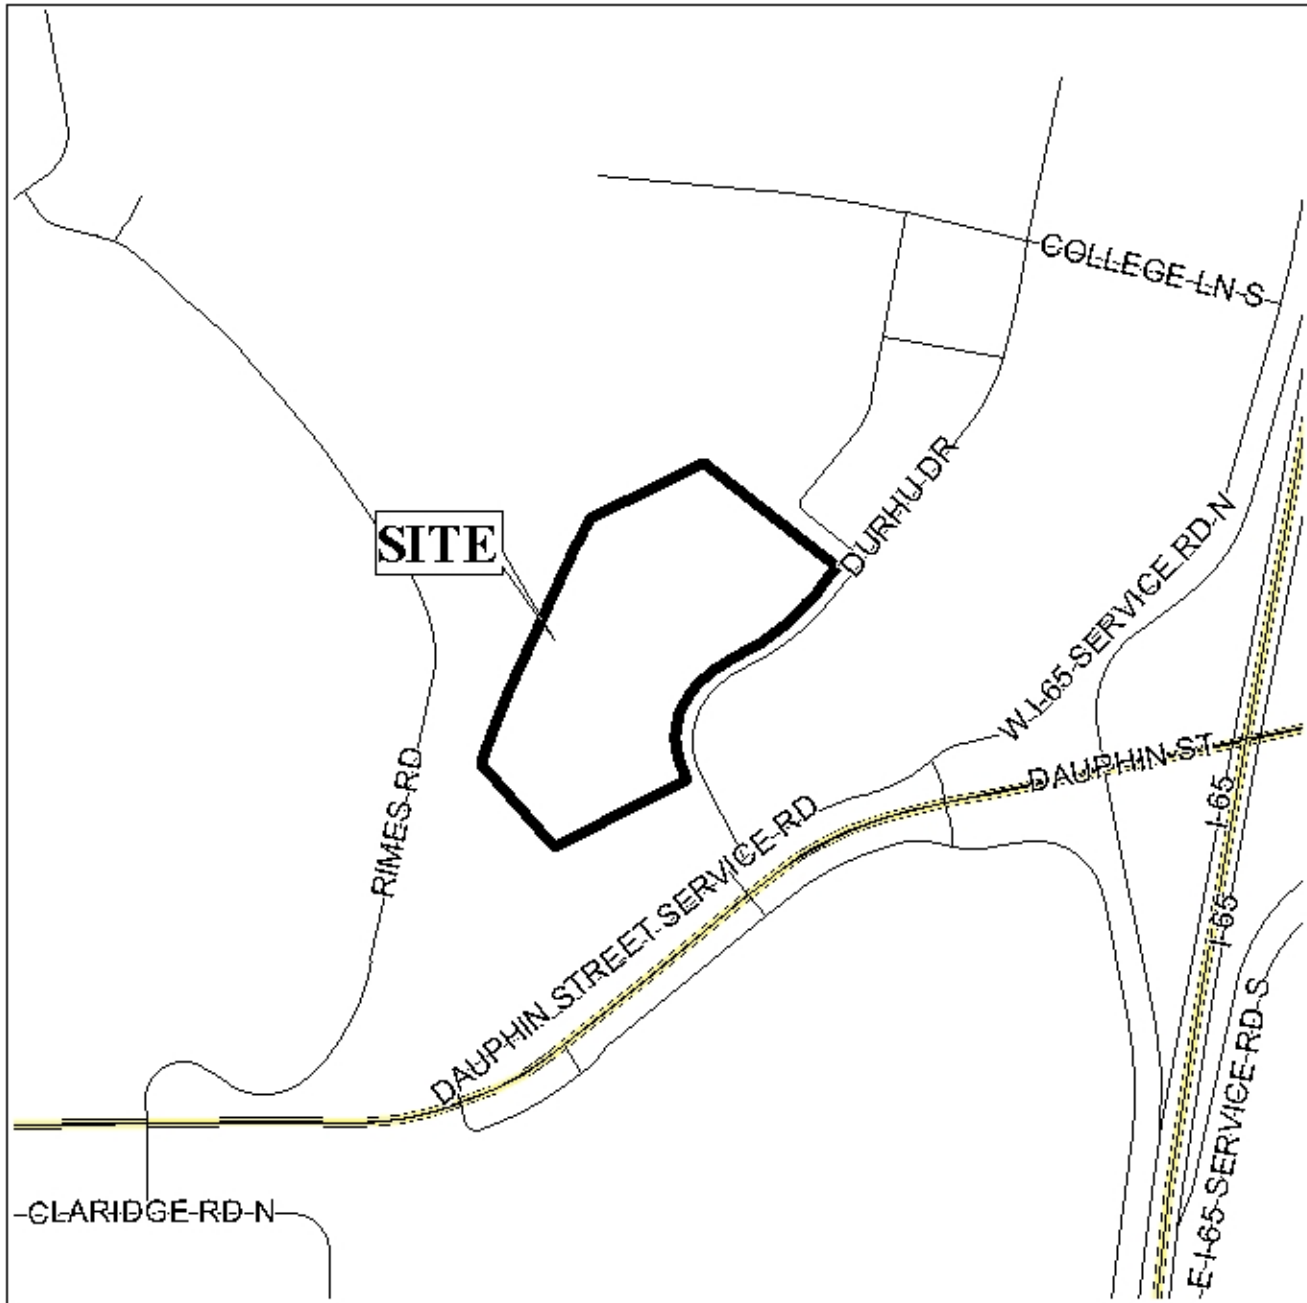 COLLEGE LN S
DURHU DR
SITE
W I-65 SERVICE RD N
DAUPHIN ST
RIMES RD
I-65
I-65
DAUPHIN STREET SERVICE RD
E I-65 SERVICE RD S
CLARIDGE RD N